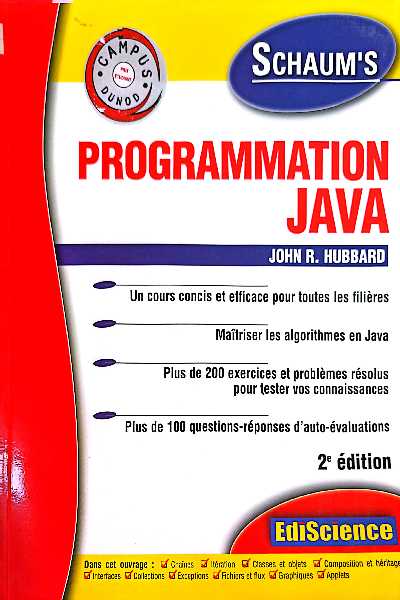 CAMPUS
DUNOD
SCHAUM'S
PROGRAMMATION
JAVA
JOHN R. HUBBARD
Un cours concis et efficace pour toutes les filières
Maîtriser les algorithmes en Java
Plus de 200 exercices et problèmes résolus
pour tester vos connaissances
Plus de 100 questions-réponses d'auto-évaluations
2e édition
EdiScience
Dans cet ouvrage : Chaînes Itération Classes et objets Composition et héritage
Interfaces Collections Exceptions Fichiers et flux Graphiques Applets